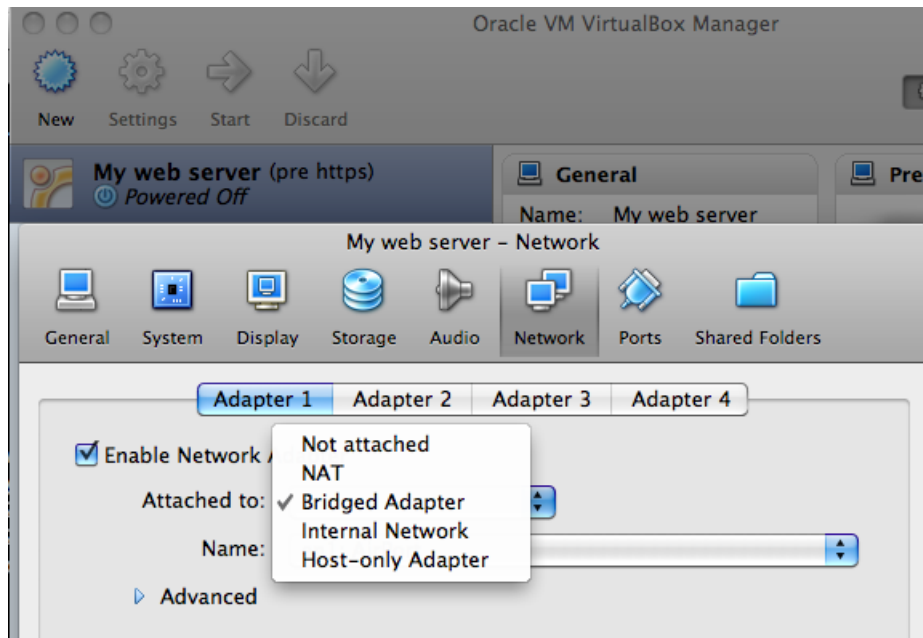 Oracle VM VirtualBox Manager
New Settings Start Discard
My web server (pre https)
Powered Off
General
Name: My web server
Pre
My web server – Network
General System Display Storage Audio Network Ports Shared Folders
Adapter 1 Adapter 2 Adapter 3 Adapter 4
Enable Network A
Attached to:
Not attached
NAT
✓ Bridged Adapter
Internal Network
Host-only Adapter
Name:
Advanced